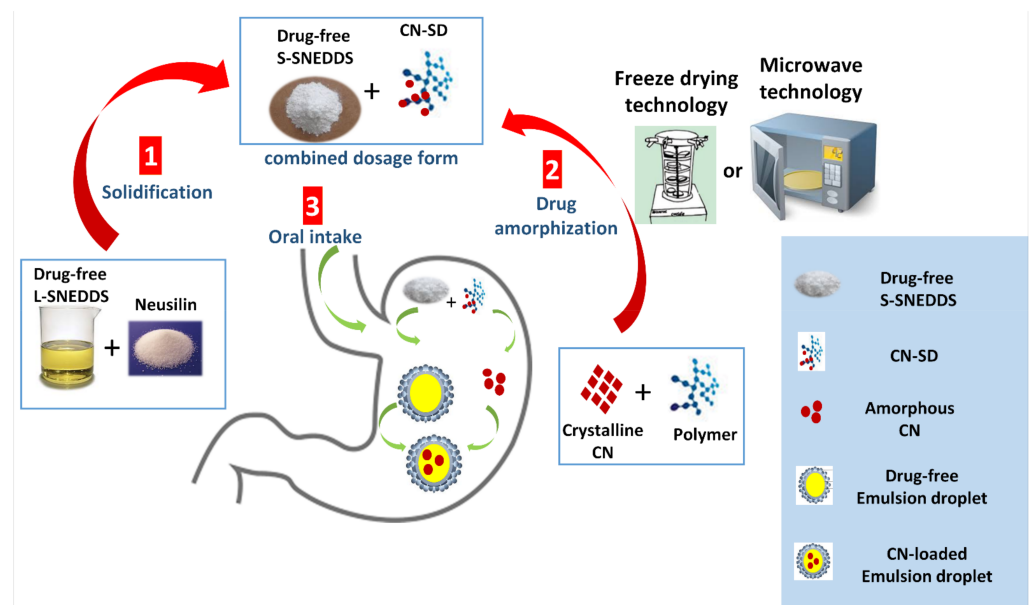 Drug-free
S-SNEDDS
+
CN-SD
combined dosage form
Freeze drying
technology
or
Microwave
technology
1
Solidification
2
Drug
amorphization
3
Oral intake
Drug-free
L-SNEDDS
+
Neusilin
+
Crystalline
CN
+
Polymer
Drug-free
S-SNEDDS
CN-SD
Amorphous
CN
Drug-free
Emulsion droplet
CN-loaded
Emulsion droplet